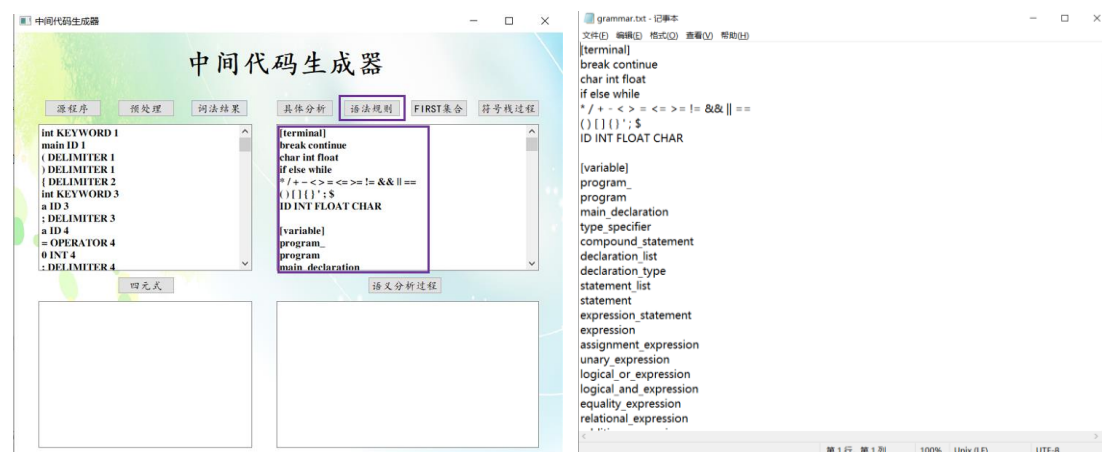 中间代码生成器
中间代码生成器
源程序 预处理 词法结果 具体分析 语法规则 FIRST集合 符号栈过程
int KEYWORD 1
main ID 1
( DELIMITER 1
) DELIMITER 1
{ DELIMITER 2
int KEYWORD 3
a ID 3
; DELIMITER 3
a ID 4
= OPERATOR 4
0 INT 4
; DELIMITER 4
[terminal]
break continue
char int float
if else while
* / + - < > = <= >= != && || ==
( ) [ ] { } ' ; $
ID INT FLOAT CHAR
[variable]
program_
program
main_declaration
四元式 语义分析过程
grammar.txt - 记事本
文件(F) 编辑(E) 格式(O) 查看(V) 帮助(H)
[terminal]
break continue
char int float
if else while
* / + - < > = <= >= != && || ==
( ) [ ] { } ' ; $
ID INT FLOAT CHAR
[variable]
program_
program
main_declaration
type_specifier
compound_statement
declaration_list
declaration_type
statement_list
statement
expression_statement
expression
assignment_expression
unary_expression
logical_or_expression
logical_and_expression
equality_expression
relational_expression
第 1 行, 第 1 列 100% Unix (LF) UTF-8